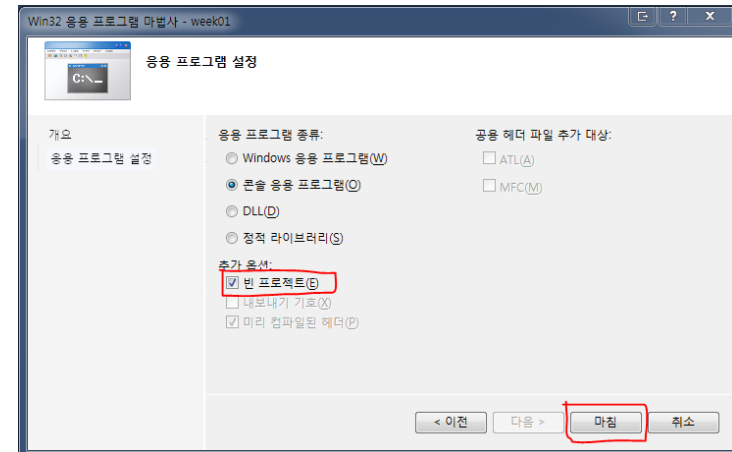 Win32 응용 프로그램 마법사 - week01
C:\_
응용 프로그램 설정
개요
응용 프로그램 설정
응용 프로그램 종류:
Windows 응용 프로그램(W)
콘솔 응용 프로그램(O)
DLL(D)
정적 라이브러리(S)
추가 옵션:
빈 프로젝트(E)
내보내기 기호(X)
미리 컴파일된 헤더(P)
공용 헤더 파일 추가 대상:
ATL(A)
MFC(M)
< 이전
다음 >
마침
취소